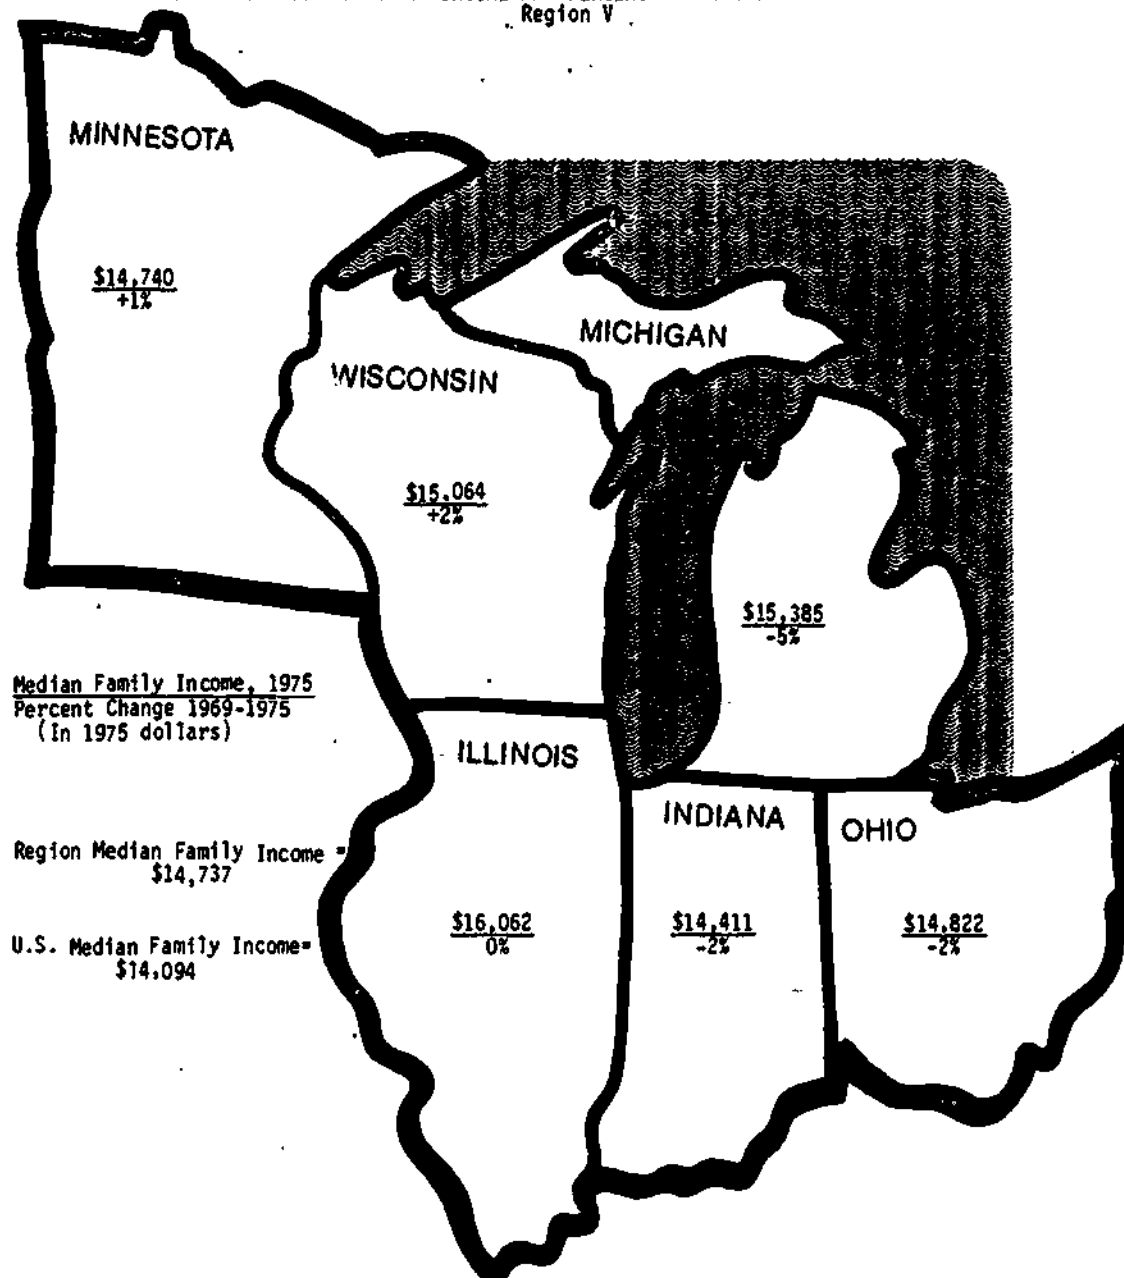 Region V
MINNESOTA
$14,740
+1%
MICHIGAN
WISCONSIN
$15,064
+2%
$15,385
-5%
Median Family Income, 1975
Percent Change 1969-1975
(In 1975 dollars)
ILLINOIS
INDIANA
OHIO
Region Median Family Income =
$14,737
$16,062
0%
$14,411
-2%
$14,822
-2%
U.S. Median Family Income=
$14,094